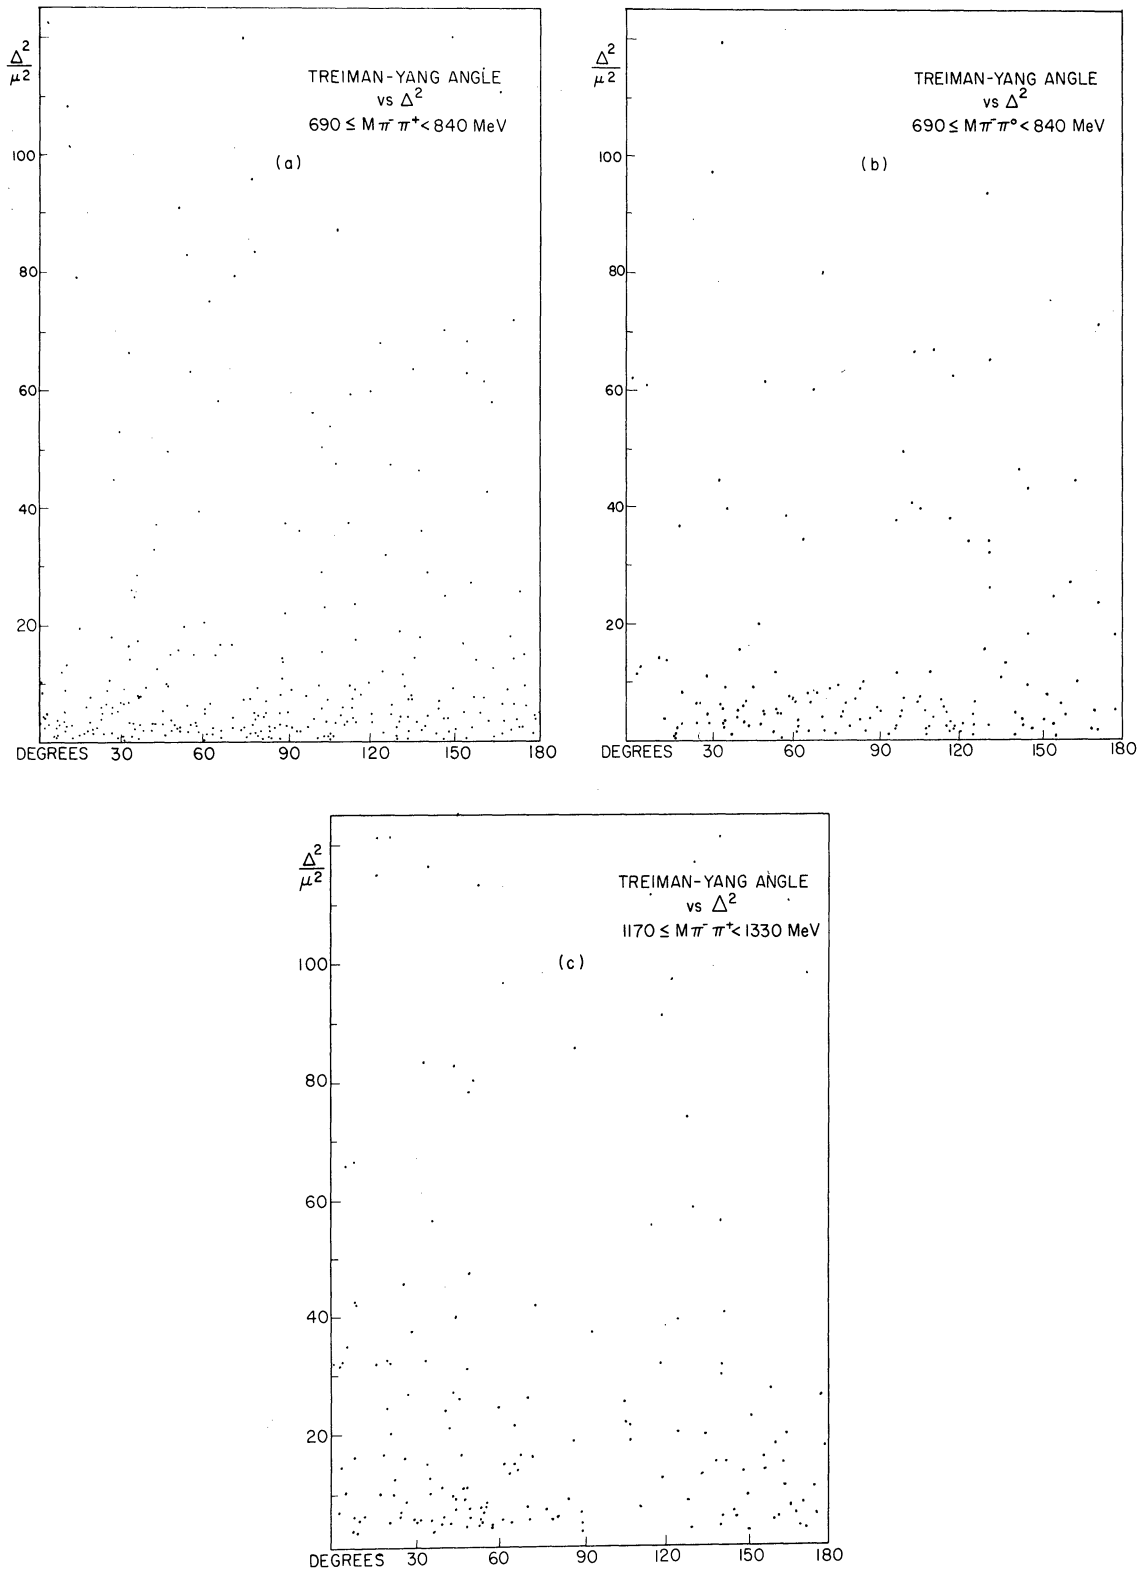 Δ²/μ²
TREIMAN-YANG ANGLE
vs Δ²
690 ≤ M π⁻ π⁺ < 840 MeV
(a)
100
80
60
40
20
DEGREES 30 60 90 120 150 180
Δ²/μ²
TREIMAN-YANG ANGLE
vs Δ²
690 ≤ M π⁻ π⁰ < 840 MeV
(b)
100
80
60
40
20
DEGREES 30 60 90 120 150 180
Δ²/μ²
TREIMAN-YANG ANGLE
vs Δ²
1170 ≤ M π⁻ π⁺ < 1330 MeV
(c)
100
80
60
40
20
DEGREES 30 60 90 120 150 180